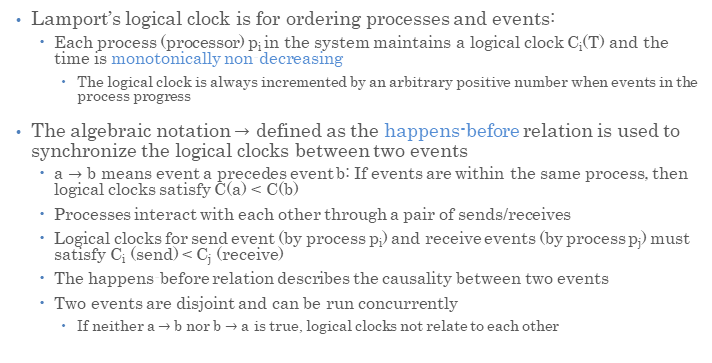 • Lamport's logical clock is for ordering processes and events:
• Each process (processor) pi in the system maintains a logical clock Ci(T) and the
time is monotonically non decreasing
• The logical clock is always incremented by an arbitrary positive number when events in the
process progress
• The algebraic notation → defined as the happens-before relation is used to
synchronize the logical clocks between two events
• a → b means event a precedes event b: If events are within the same process, then
logical clocks satisfy C(a) < C(b)
• Processes interact with each other through a pair of sends/receives
• Logical clocks for send event (by process pi) and receive events (by process pj) must
satisfy Ci (send) < Cj (receive)
• The happens before relation describes the causality between two events
• Two events are disjoint and can be run concurrently
• If neither a → b nor b → a is true, logical clocks not relate to each other